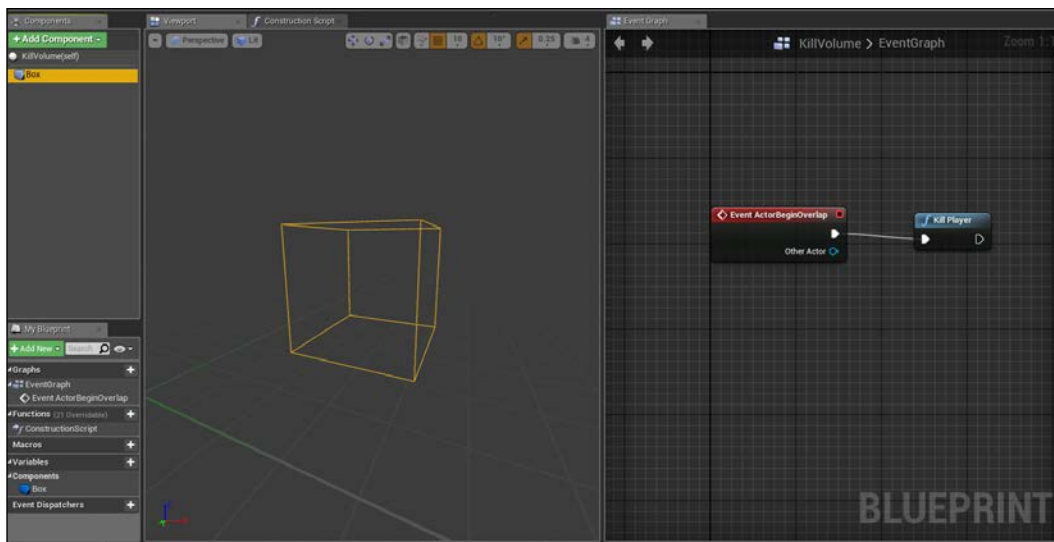 Components
+ Add Component
KillVolume(self)
Box
My Blueprint
+ Add New
Search
Graphs
EventGraph
Event ActorBeginOverlap
Functions (21 Overridable)
ConstructionScript
Macros
Variables
Components
Box
Event Dispatchers
Viewport
Construction Script
Perspective
Lit
10
10°
0.25
4
Event Graph
KillVolume > EventGraph
Zoom 1:1
Event ActorBeginOverlap
Other Actor
Kill Player
BLUEPRINT